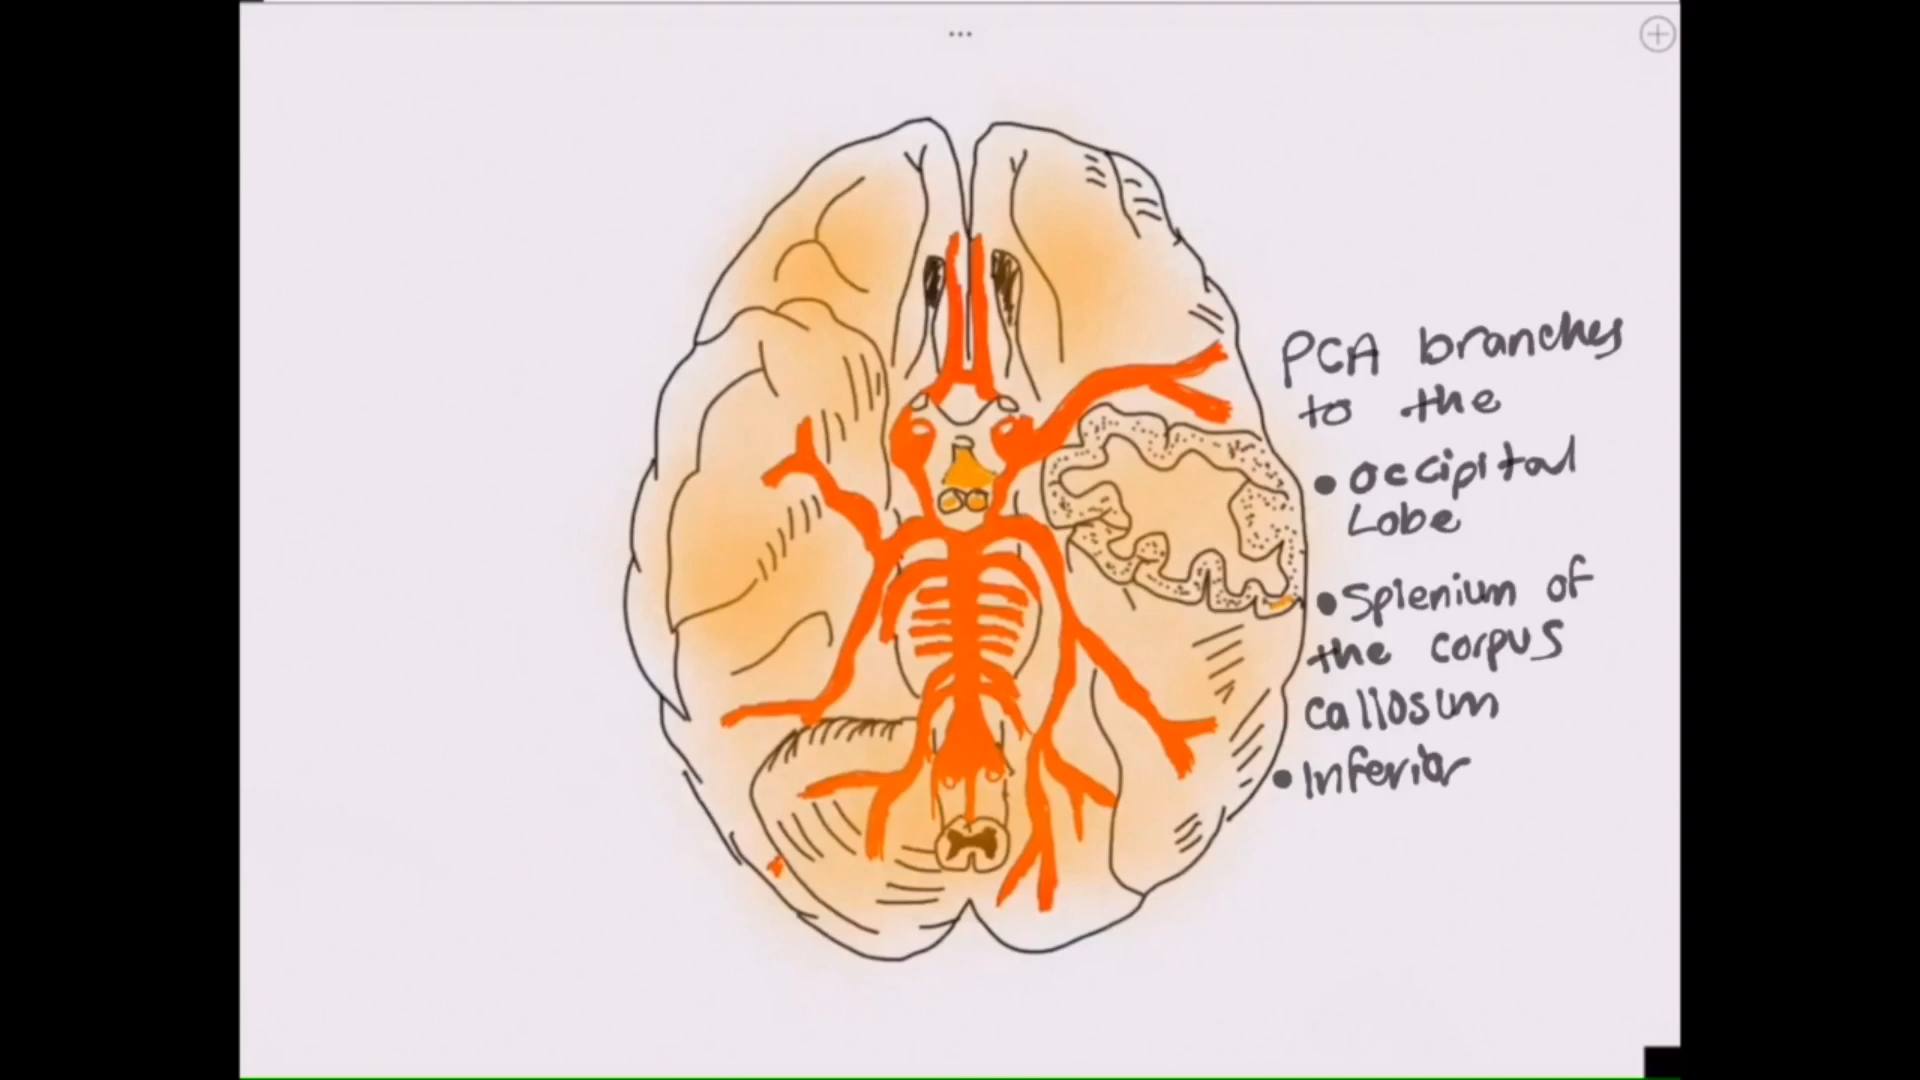 PCA branches
to the
• occipital
Lobe
• Splenium of
the corpus
callosum
• Inferior